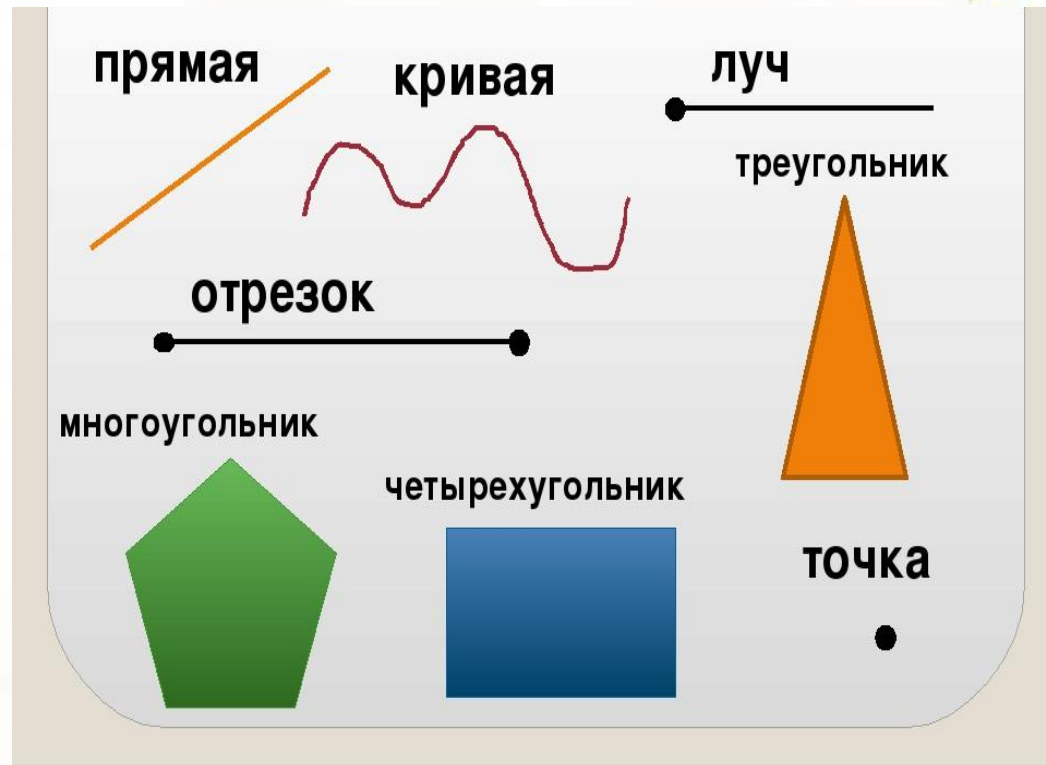 прямая
кривая
луч
треугольник
отрезок
многоугольник
четырехугольник
точка